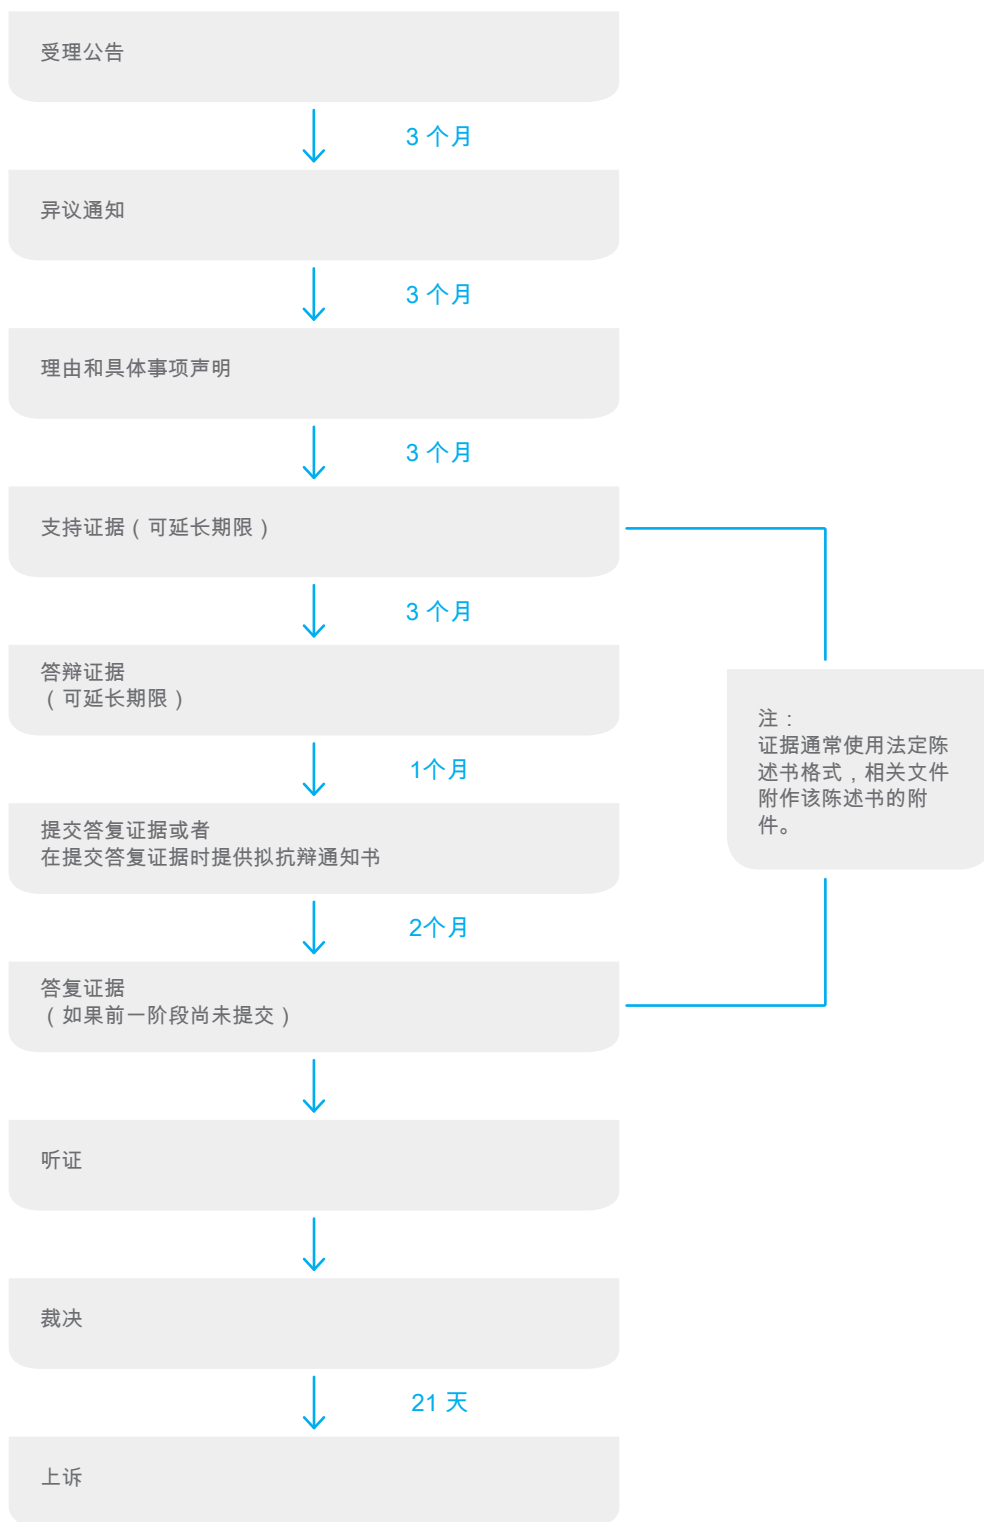 受理公告
3 个月
异议通知
3 个月
理由和具体事项声明
3 个月
支持证据（可延长期限）
3 个月
答辩证据
（可延长期限）
1个月
提交答复证据或者
在提交答复证据时提供拟抗辩通知书
2个月
答复证据
（如果前一阶段尚未提交）
听证
裁决
21 天
上诉
注：
证据通常使用法定陈
述书格式，相关文件
附作该陈述书的附
件。